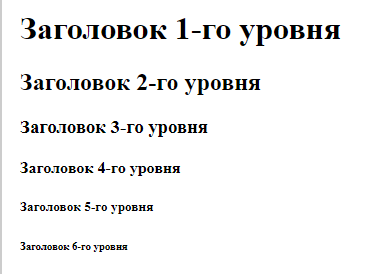 Заголовок 1-го уровня
Заголовок 2-го уровня
Заголовок 3-го уровня
Заголовок 4-го уровня
Заголовок 5-го уровня
Заголовок 6-го уровня